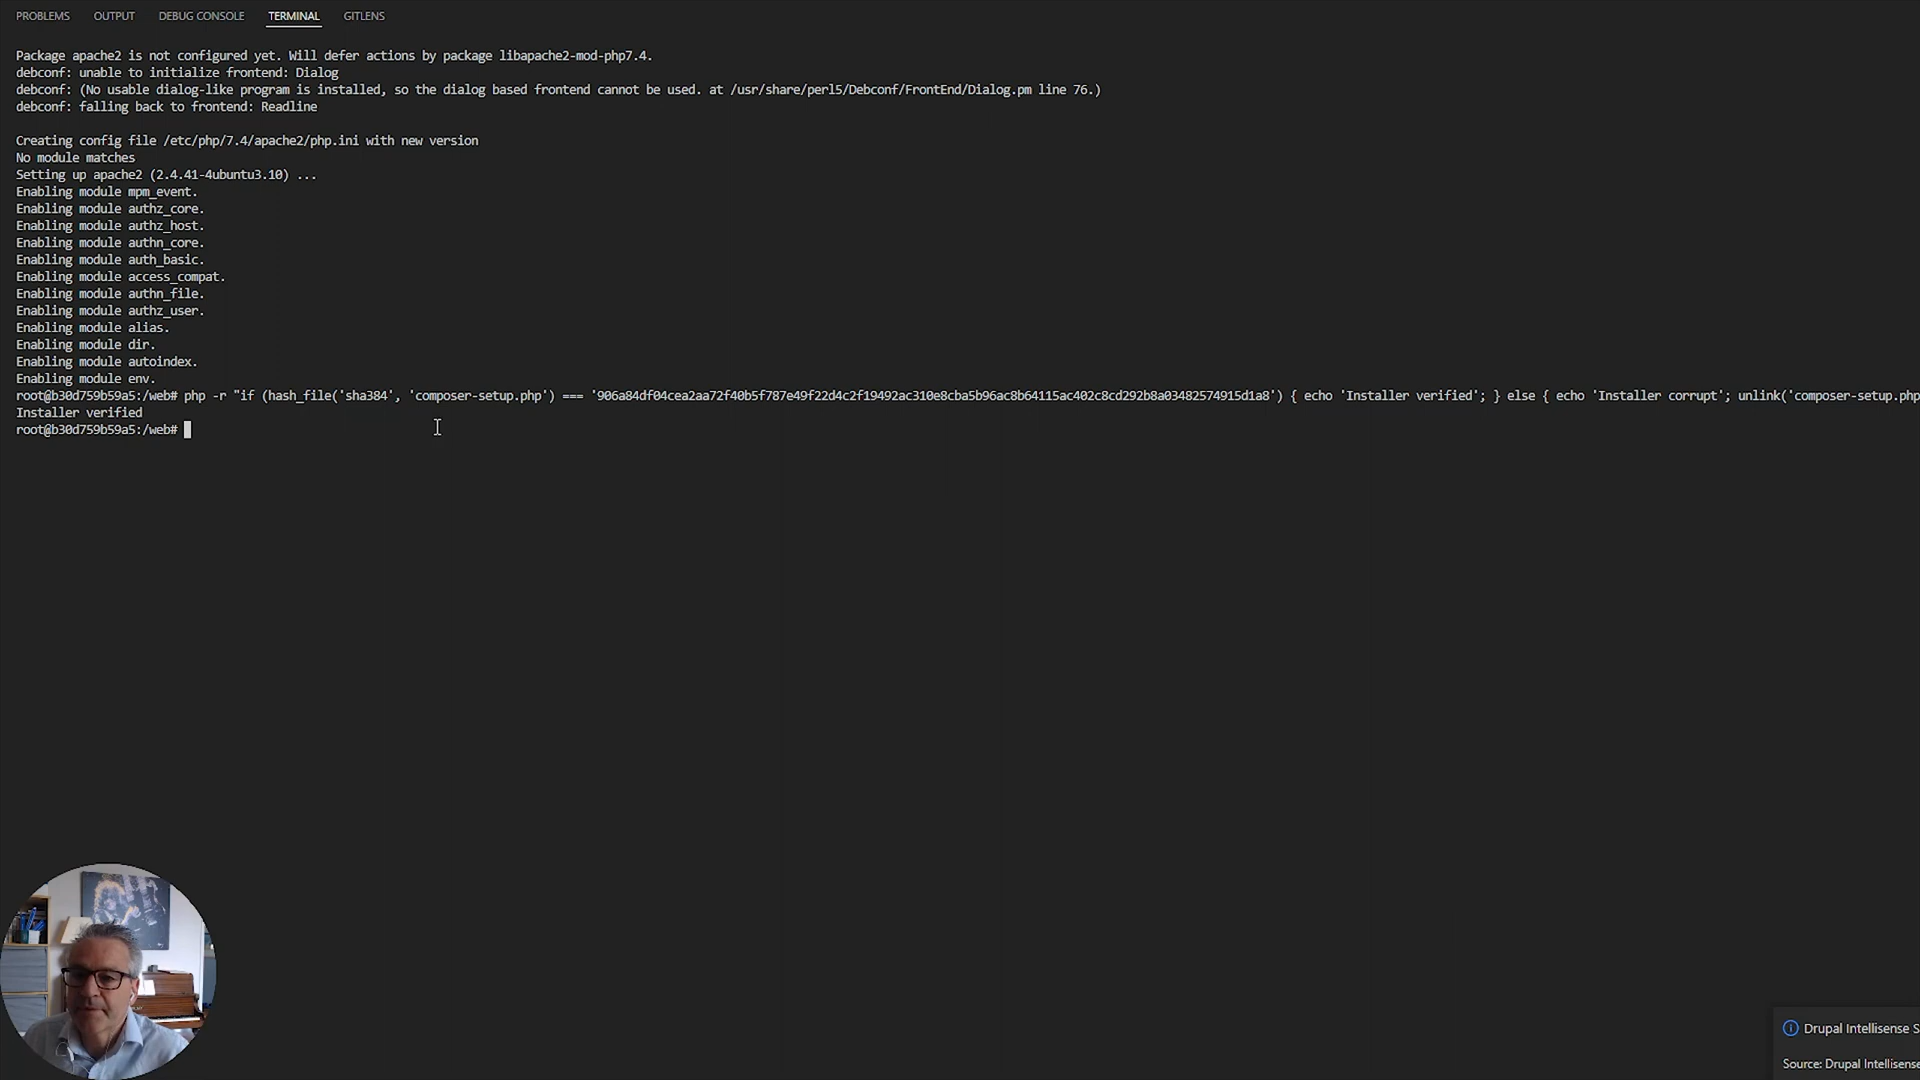 PROBLEMS OUTPUT DEBUG CONSOLE TERMINAL GITLENS
Package apache2 is not configured yet. Will defer actions by package libapache2-mod-php7.4.
debconf: unable to initialize frontend: Dialog
debconf: (No usable dialog-like program is installed, so the dialog based frontend cannot be used. at /usr/share/perl5/Debconf/FrontEnd/Dialog.pm line 76.)
debconf: falling back to frontend: Readline
Creating config file /etc/php/7.4/apache2/php.ini with new version
No module matches
Setting up apache2 (2.4.41-4ubuntu3.10) ...
Enabling module mpm_event.
Enabling module authz_core.
Enabling module authz_host.
Enabling module authn_core.
Enabling module auth_basic.
Enabling module access_compat.
Enabling module authn_file.
Enabling module authz_user.
Enabling module alias.
Enabling module dir.
Enabling module autoindex.
Enabling module env.
root@b30d759b59a5:/web# php -r "if (hash_file('sha384', 'composer-setup.php') === '906a84df04cea2aa72f40b5f787e49f22d4c2f19492ac310e8cba5b96ac8b64115ac402c8cd292b8a03482574915d1a8') { echo 'Installer verified'; } else { echo 'Installer corrupt'; unlink('composer-setup.php
Installer verified
root@b30d759b59a5:/web#
Drupal Intellisense S
Source: Drupal Intellisense